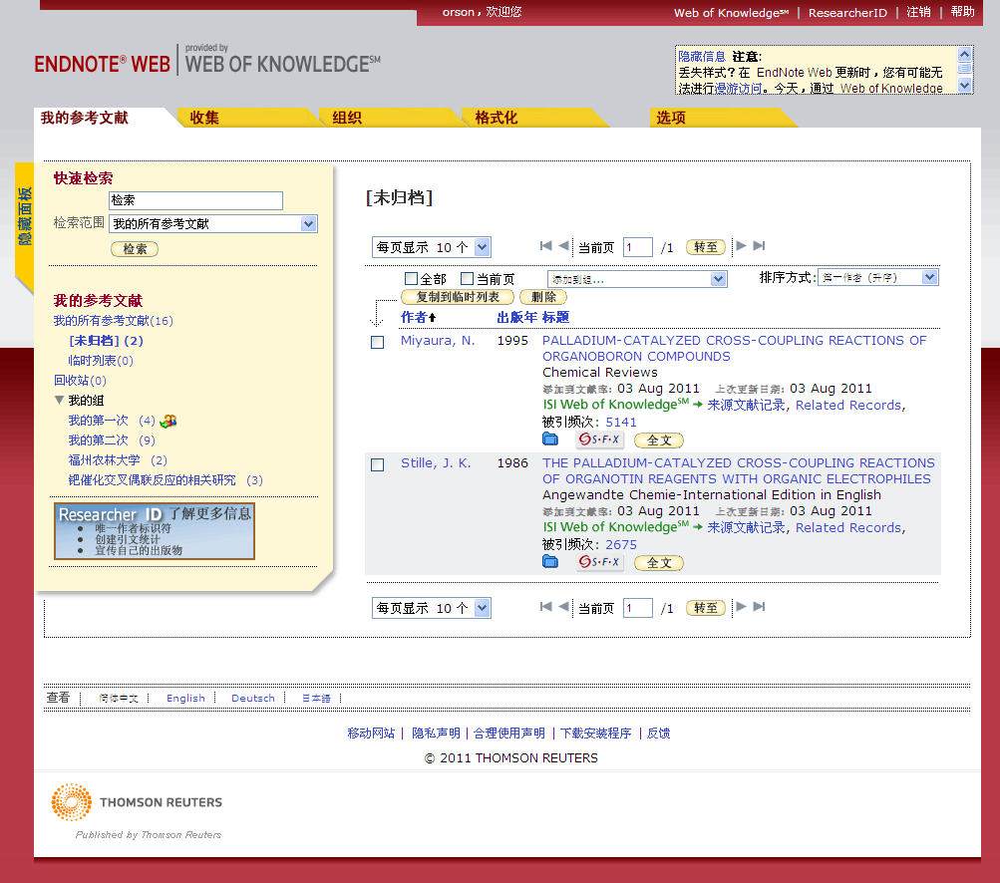 orson，欢迎您
Web of Knowledge℠ | ResearcherID | 注销 | 帮助
ENDNOTE® WEB
provided by
WEB OF KNOWLEDGE℠
隐藏信息 注意:
丢失样式？在 EndNote Web 更新时，您有可能无
法进行漫游访问。今天，通过 Web of Knowledge
我的参考文献
收集
组织
格式化
选项
隐藏面板
快速检索
检索
检索范围 我的所有参考文献
检索
我的参考文献
我的所有参考文献(16)
[未归档] (2)
临时列表(0)
回收站(0)
▼ 我的组
我的第一次 (4)
我的第二次 (9)
福州农林大学 (2)
钯催化交叉偶联反应的相关研究 (3)
Researcher ID 了解更多信息
• 唯一作者标识符
• 创建引文统计
• 宣传自己的出版物
[未归档]
每页显示 10 个 当前页 1 /1 转至
全部 当前页 添加到组... 排序方式: 第一作者 (升序)
复制到临时列表 删除
作者 出版年 标题
Miyaura, N. 1995 PALLADIUM-CATALYZED CROSS-COUPLING REACTIONS OF
ORGANOBORON COMPOUNDS
Chemical Reviews
添加到文献库: 03 Aug 2011 上次更新日期: 03 Aug 2011
ISI Web of Knowledge℠ → 来源文献记录, Related Records,
被引频次: 5141
S·F·X 全文
Stille, J. K. 1986 THE PALLADIUM-CATALYZED CROSS-COUPLING REACTIONS
OF ORGANOTIN REAGENTS WITH ORGANIC ELECTROPHILES
Angewandte Chemie-International Edition in English
添加到文献库: 03 Aug 2011 上次更新日期: 03 Aug 2011
ISI Web of Knowledge℠ → 来源文献记录, Related Records,
被引频次: 2675
S·F·X 全文
每页显示 10 个 当前页 1 /1 转至
查看 简体中文 English Deutsch 日本語
移动网站 | 隐私声明 | 合理使用声明 | 下载安装程序 | 反馈
© 2011 THOMSON REUTERS
THOMSON REUTERS
Published by Thomson Reuters